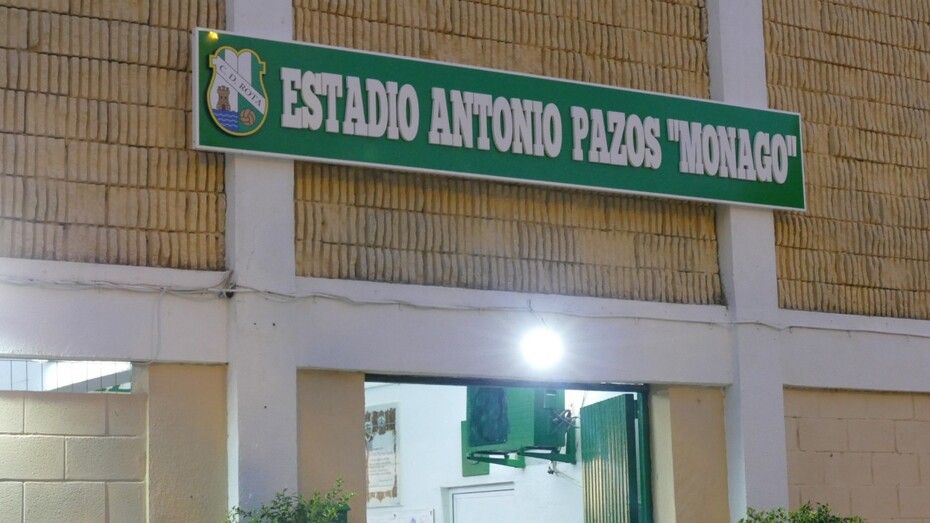 C. D. ROTA
ESTADIO ANTONIO PAZOS "MONAGO"